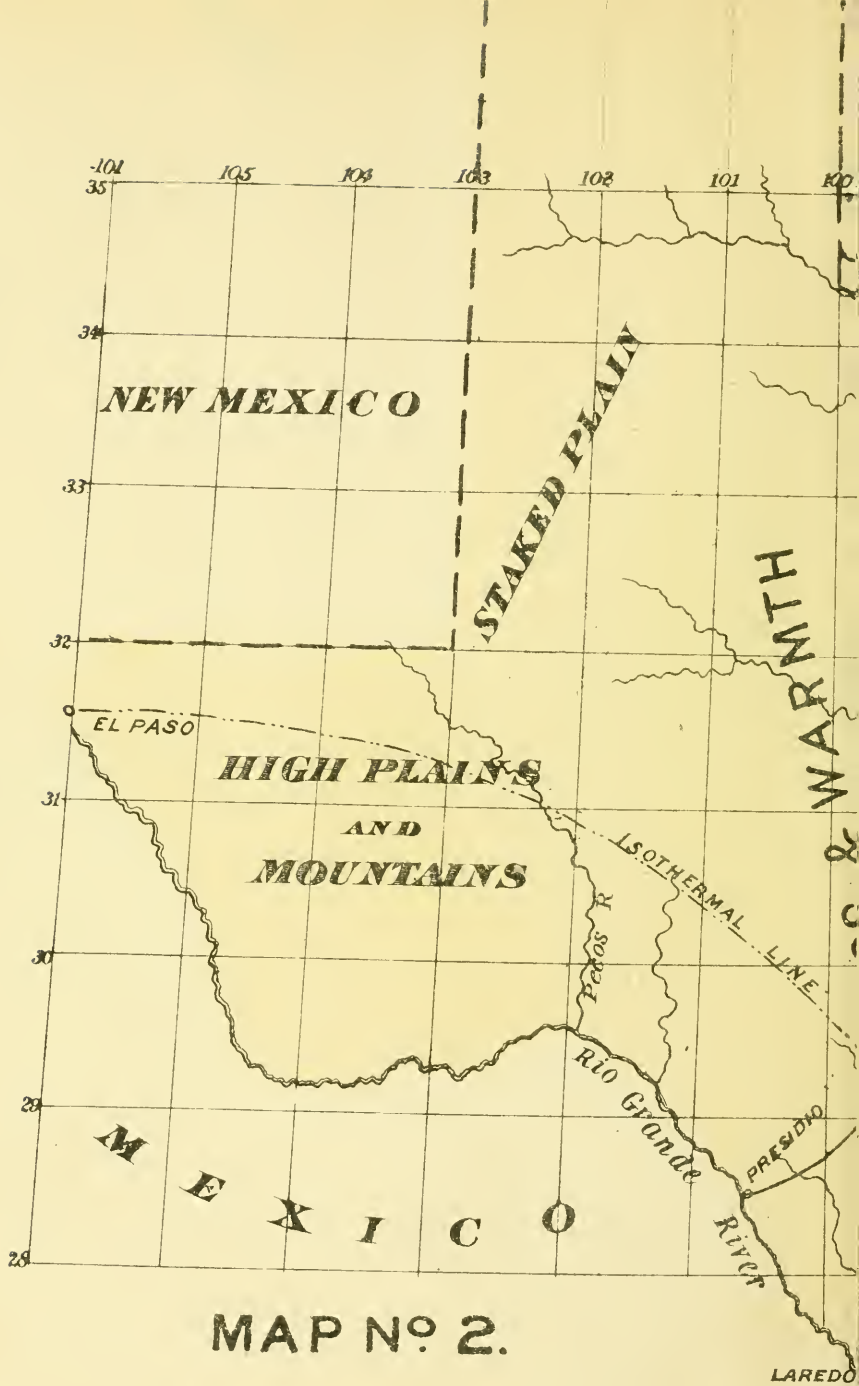 -101 105 104 103 102 101 100
35
34
NEW MEXICO
33
STAKED PLAIN
32
& WARMTH
EL PASO
HIGH PLAINS
AND
MOUNTAINS
31
ISOTHERMAL LINE
Pecos R
30
Rio Grande River
29
PRESIDIO
MEXICO
28
MAP No. 2.
LAREDO